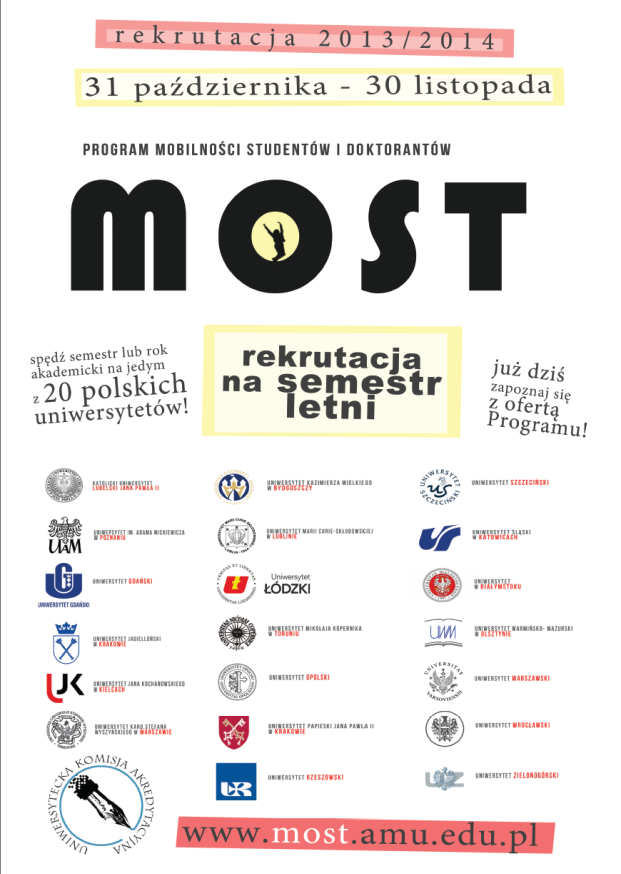 rekrutacja 2013/2014
31 października - 30 listopada
PROGRAM MOBILNOŚCI STUDENTÓW I DOKTORANTÓW
MOST
spędź semestr lub rok
akademicki na jedym
z 20 polskich
uniwersytetów!
rekrutacja
na semestr
letni
już dziś
zapoznaj się
z ofertą
Programu!
KATOLICKI UNIWERSYTET
LUBELSKI JANA PAWŁA II
UNIWERSYTET KAZIMIERZA WIELKIEGO
W BYDGOSZCZY
UNIWERSYTET SZCZECIŃSKI
UNIWERSYTET SZCZECIŃSKI
US
UAM
UNIWERSYTET IM. ADAMA MICKIEWICZA
W POZNANIU
UNIWERSYTET MARII CURIE-SKŁODOWSKIEJ
W LUBLINIE
UNIWERSYTET ŚLĄSKI
W KATOWICACH
UNIWERSYTET GDAŃSKI
UNIWERSYTET GDAŃSKI
Uniwersytet
ŁÓDZKI
UNIWERSYTET
W BIAŁYMSTOKU
UNIWERSYTET JAGIELLOŃSKI
W KRAKOWIE
UNIWERSYTET MIKOŁAJA KOPERNIKA
W TORUNIU
UWM
UNIWERSYTET WARMIŃSKO- MAZURSKI
W OLSZTYNIE
UJK
UNIWERSYTET JANA KOCHANOWSKIEGO
W KIELCACH
UNIWERSYTET OPOLSKI
UNIVERSITAS
VARSOVIENSIS
UNIWERSYTET WARSZAWSKI
UNIWERSYTET KARD. STEFANA
WYSZYŃSKIEGO W WARSZAWIE
UNIWERSYTET PAPIESKI JANA PAWŁA II
W KRAKOWIE
UNIWERSYTET WROCŁAWSKI
UNIWERSYTECKA KOMISJA AKREDYTACYJNA
UR
UNIWERSYTET RZESZOWSKI
UZ
UNIWERSYTET ZIELONOGÓRSKI
www.most.amu.edu.pl